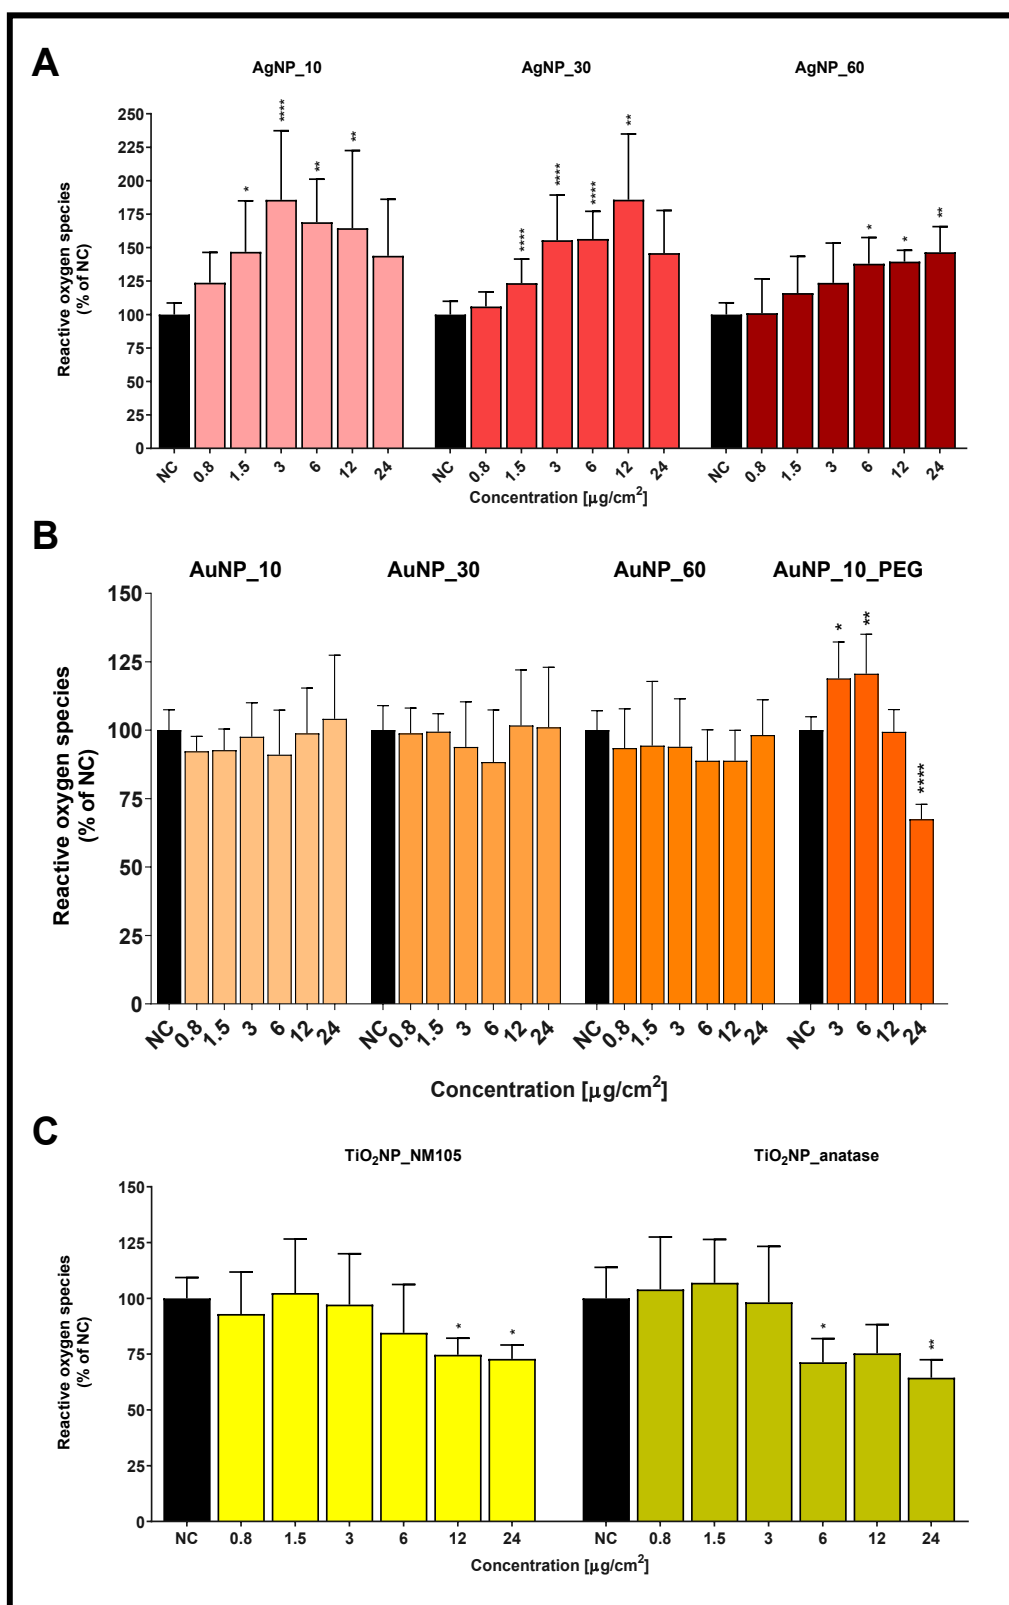 A
AgNP_10 AgNP_30 AgNP_60
Reactive oxygen species
(% of NC)
250
225
200
175
150
125
100
75
50
25
0
**** ** ** *
** **** **** ****
* * **
NC 0.8 1.5 3 6 12 24 NC 0.8 1.5 3 6 12 24 NC 0.8 1.5 3 6 12 24
Concentration [μg/cm²]
B
AuNP_10 AuNP_30 AuNP_60 AuNP_10_PEG
Reactive oxygen species
(% of NC)
150
125
100
75
50
25
0
* ** ****
NC 0.8 1.5 3 6 12 24 NC 0.8 1.5 3 6 12 24 NC 0.8 1.5 3 6 12 24 NC 3 6 12 24
Concentration [μg/cm²]
C
TiO₂NP_NM105 TiO₂NP_anatase
Reactive oxygen species
(% of NC)
150
125
100
75
50
25
0
* * * **
NC 0.8 1.5 3 6 12 24 NC 0.8 1.5 3 6 12 24
Concentration [μg/cm²]